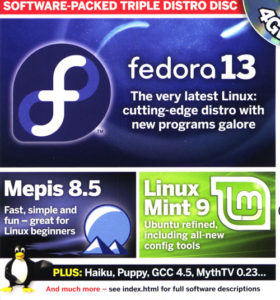 SOFTWARE-PACKED TRIPLE DISTRO DISC
fedora 13
The very latest Linux:
cutting-edge distro with
new programs galore
Mepis 8.5
Fast, simple and
fun – great for
Linux beginners
Linux
Mint 9
Ubuntu refined,
including all-new
config tools
PLUS: Haiku, Puppy, GCC 4.5, MythTV 0.23...
And much more – see index.html for full software descriptions